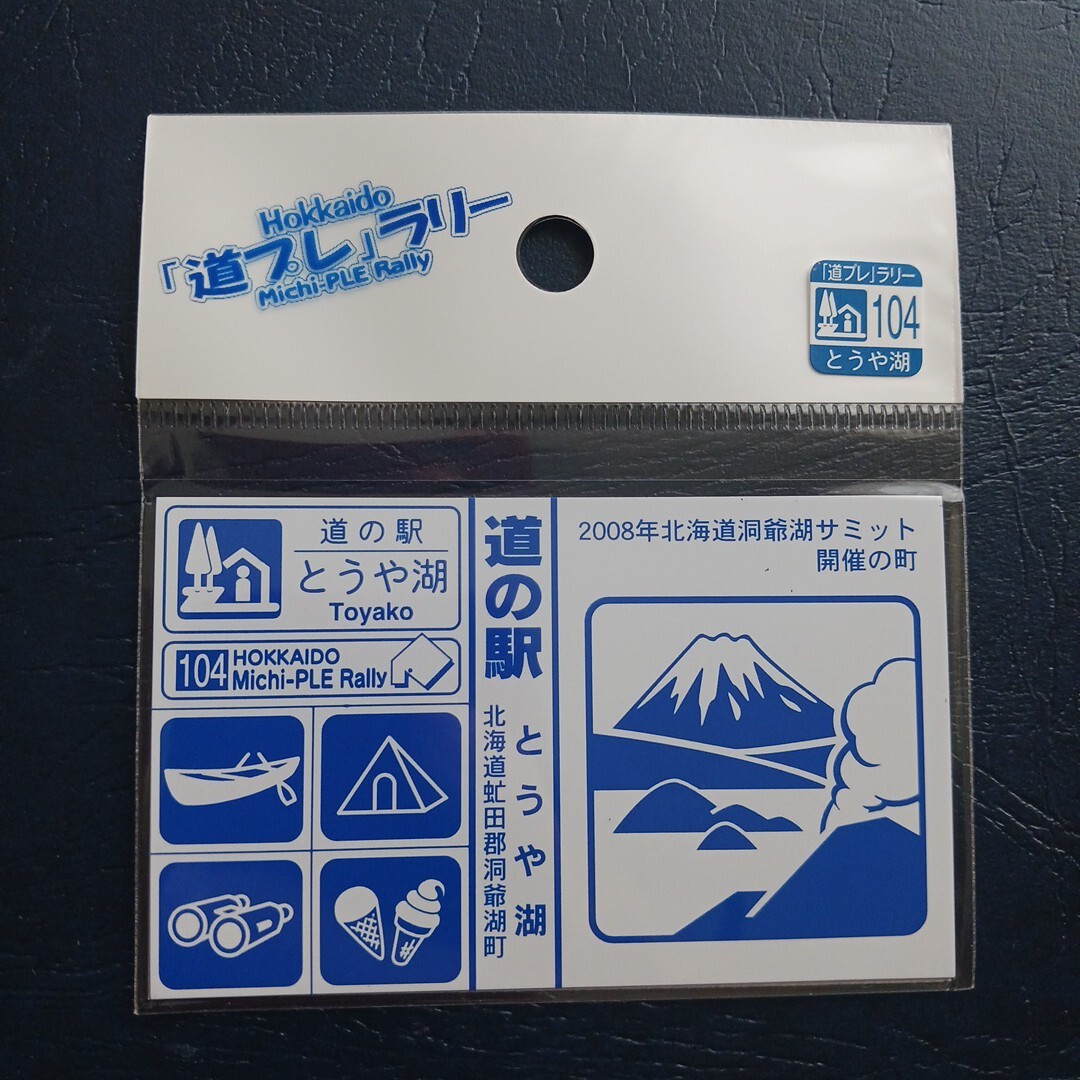 Hokkaido
「道プレ」ラリー
Michi-PLE Rally
「道プレ」ラリー
104
とうや湖
道の駅
とうや湖
Toyako
104 HOKKAIDO
Michi-PLE Rally
道の駅 とうや湖
北海道虻田郡洞爺湖町
2008年北海道洞爺湖サミット
開催の町